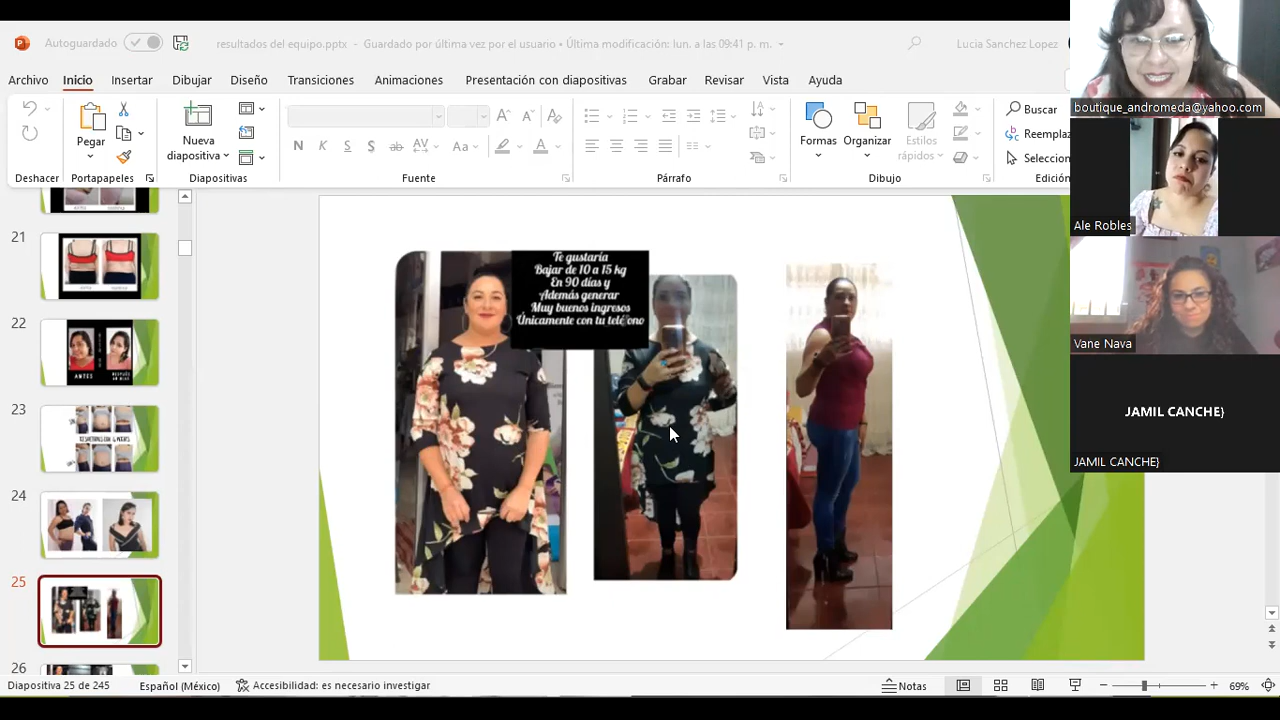 Autoguardado
resultados del equipo.pptx - Guardado por última vez por el usuario • Última modificación: lun. a las 09:41 p. m.
Lucia Sanchez Lopez
Archivo Inicio Insertar Dibujar Diseño Transiciones Animaciones Presentación con diapositivas Grabar Revisar Vista Ayuda
Pegar
Nueva diapositiva
Formas
Organizar
Estilos rápidos
Buscar
Reemplaz
Seleccion
Deshacer Portapapeles Diapositivas Fuente Párrafo Dibujo Edición
21
22
ANTES
23
24
25
26
Te gustaría
Bajar de 10 a 15 kg
En 90 días y
Además generar
Muy buenos ingresos
Únicamente con tu teléfono
boutique_andromeda@yahoo.com
Ale Robles
Vane Nava
JAMIL CANCHE}
JAMIL CANCHE}
Diapositiva 25 de 245
Español (México)
Accesibilidad: es necesario investigar
Notas
69%